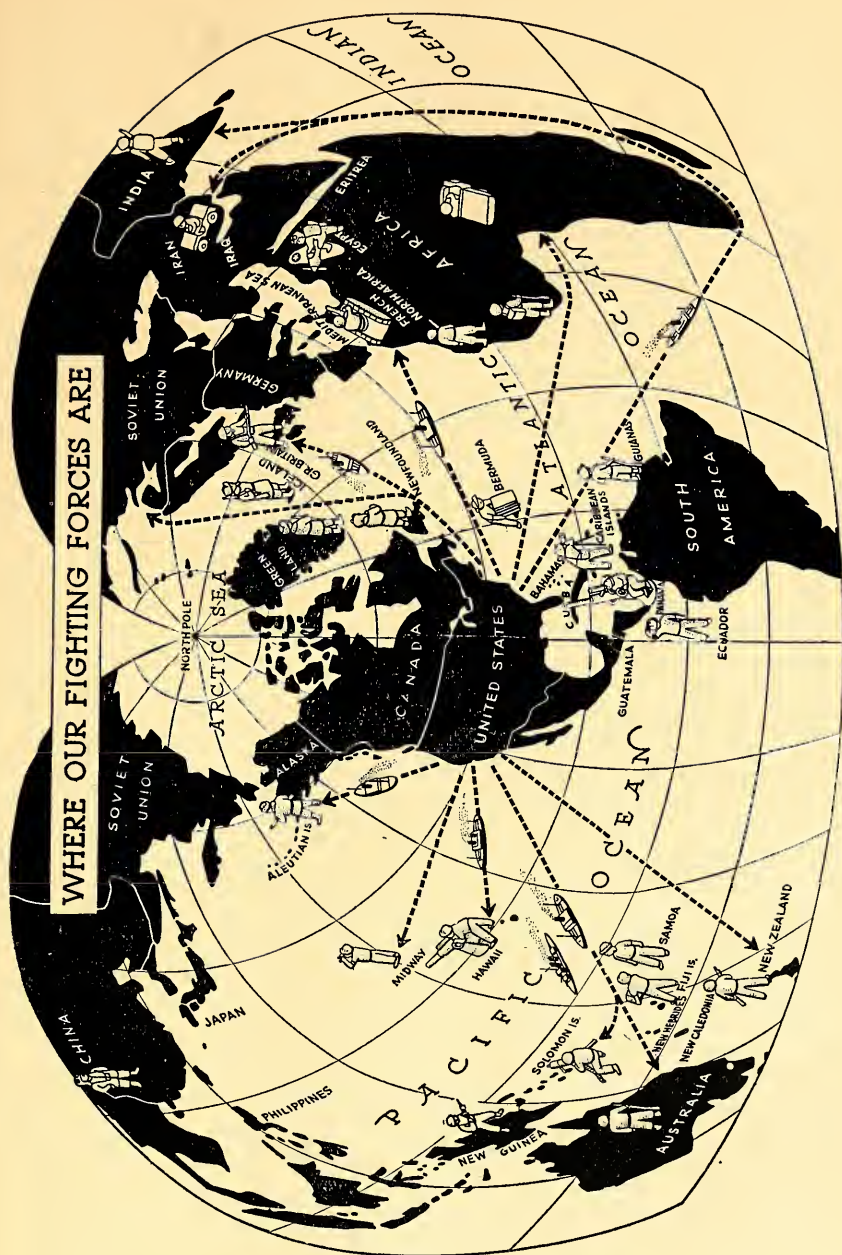 WHERE OUR FIGHTING FORCES ARE
INDIAN
OCEAN
INDIA
IRAN
IRAQ
ERITREA
EGYPT
AFRICA
FRENCH
NORTH AFRICA
MEDITERRANEAN SEA
SOVIET
UNION
GERMANY
GR. BRITAIN
ICELAND
GREEN
LAND
NEWFOUNDLAND
BERMUDA
ATLANTIC
OCEAN
NORTH POLE
ARCTIC SEA
CANADA
UNITED STATES
BAHAMAS
CUBA
CARIBBEAN
ISLANDS
GUIANAS
SOUTH
AMERICA
ECUADOR
GUATEMALA
ALASKA
ALEUTIAN IS.
SOVIET
UNION
CHINA
JAPAN
PHILIPPINES
PACIFIC
OCEAN
MIDWAY
HAWAII
SAMOA
FIJI IS.
NEW HEBRIDES
NEW CALEDONIA
NEW ZEALAND
SOLOMON IS.
NEW GUINEA
AUSTRALIA